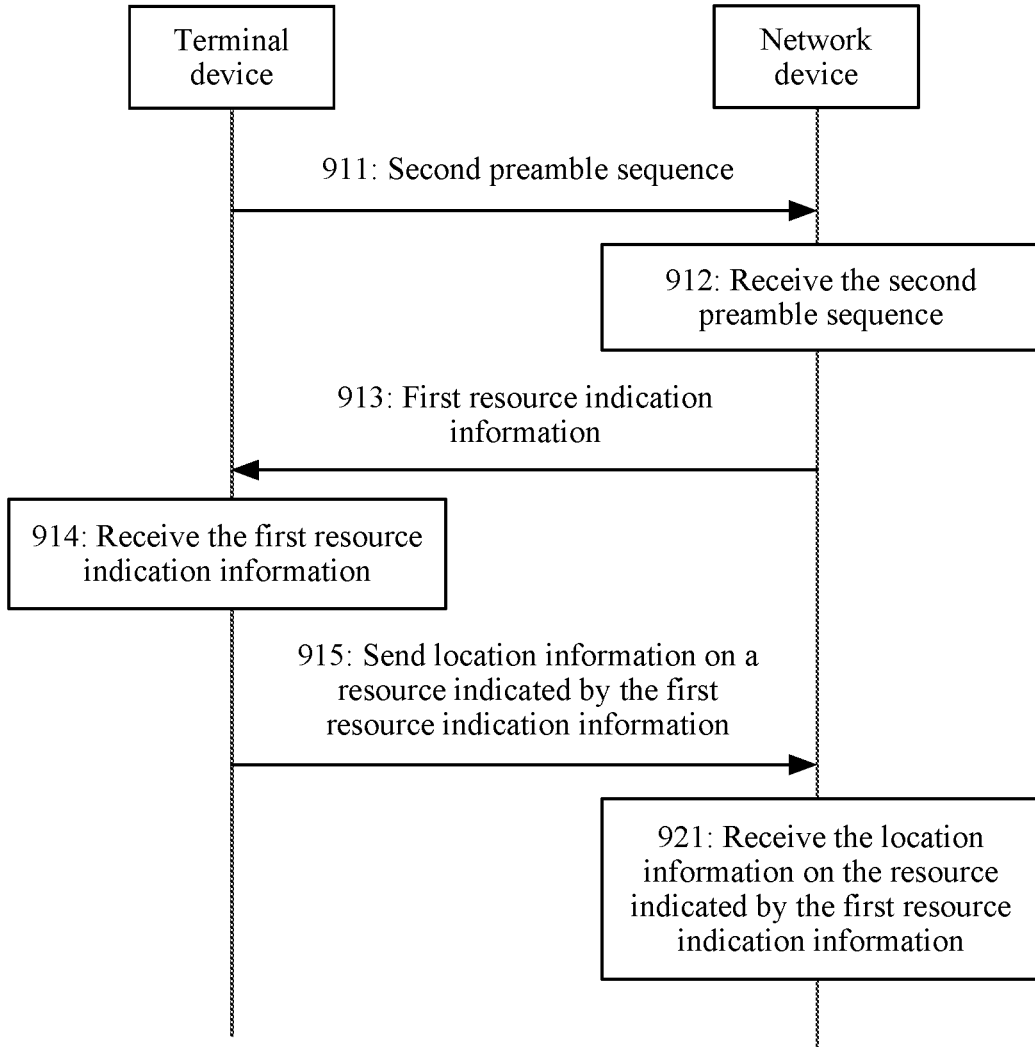 Terminal
device
Network
device
911: Second preamble sequence
912: Receive the second
preamble sequence
913: First resource indication
information
914: Receive the first resource
indication information
915: Send location information on a
resource indicated by the first
resource indication information
921: Receive the location
information on the resource
indicated by the first resource
indication information